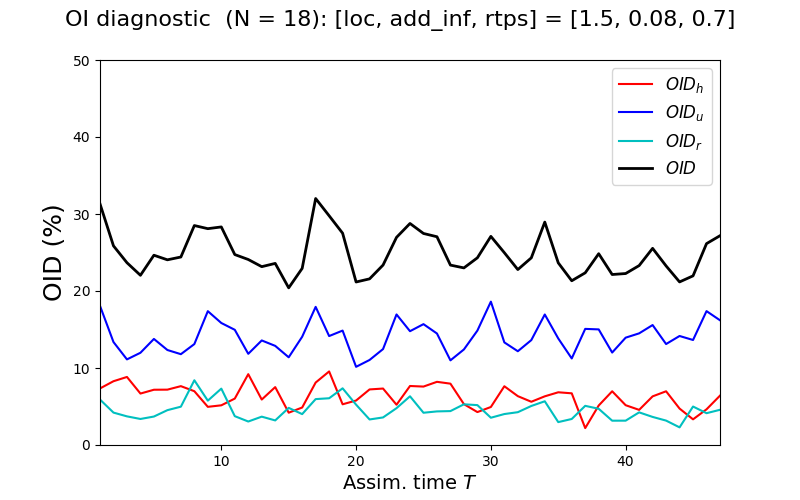 OI diagnostic (N = 18): [loc, add_inf, rtps] = [1.5, 0.08, 0.7]
OID (%)
50
40
30
20
10
0
OID_h
OID_u
OID_r
OID
10 20 30 40
Assim. time T